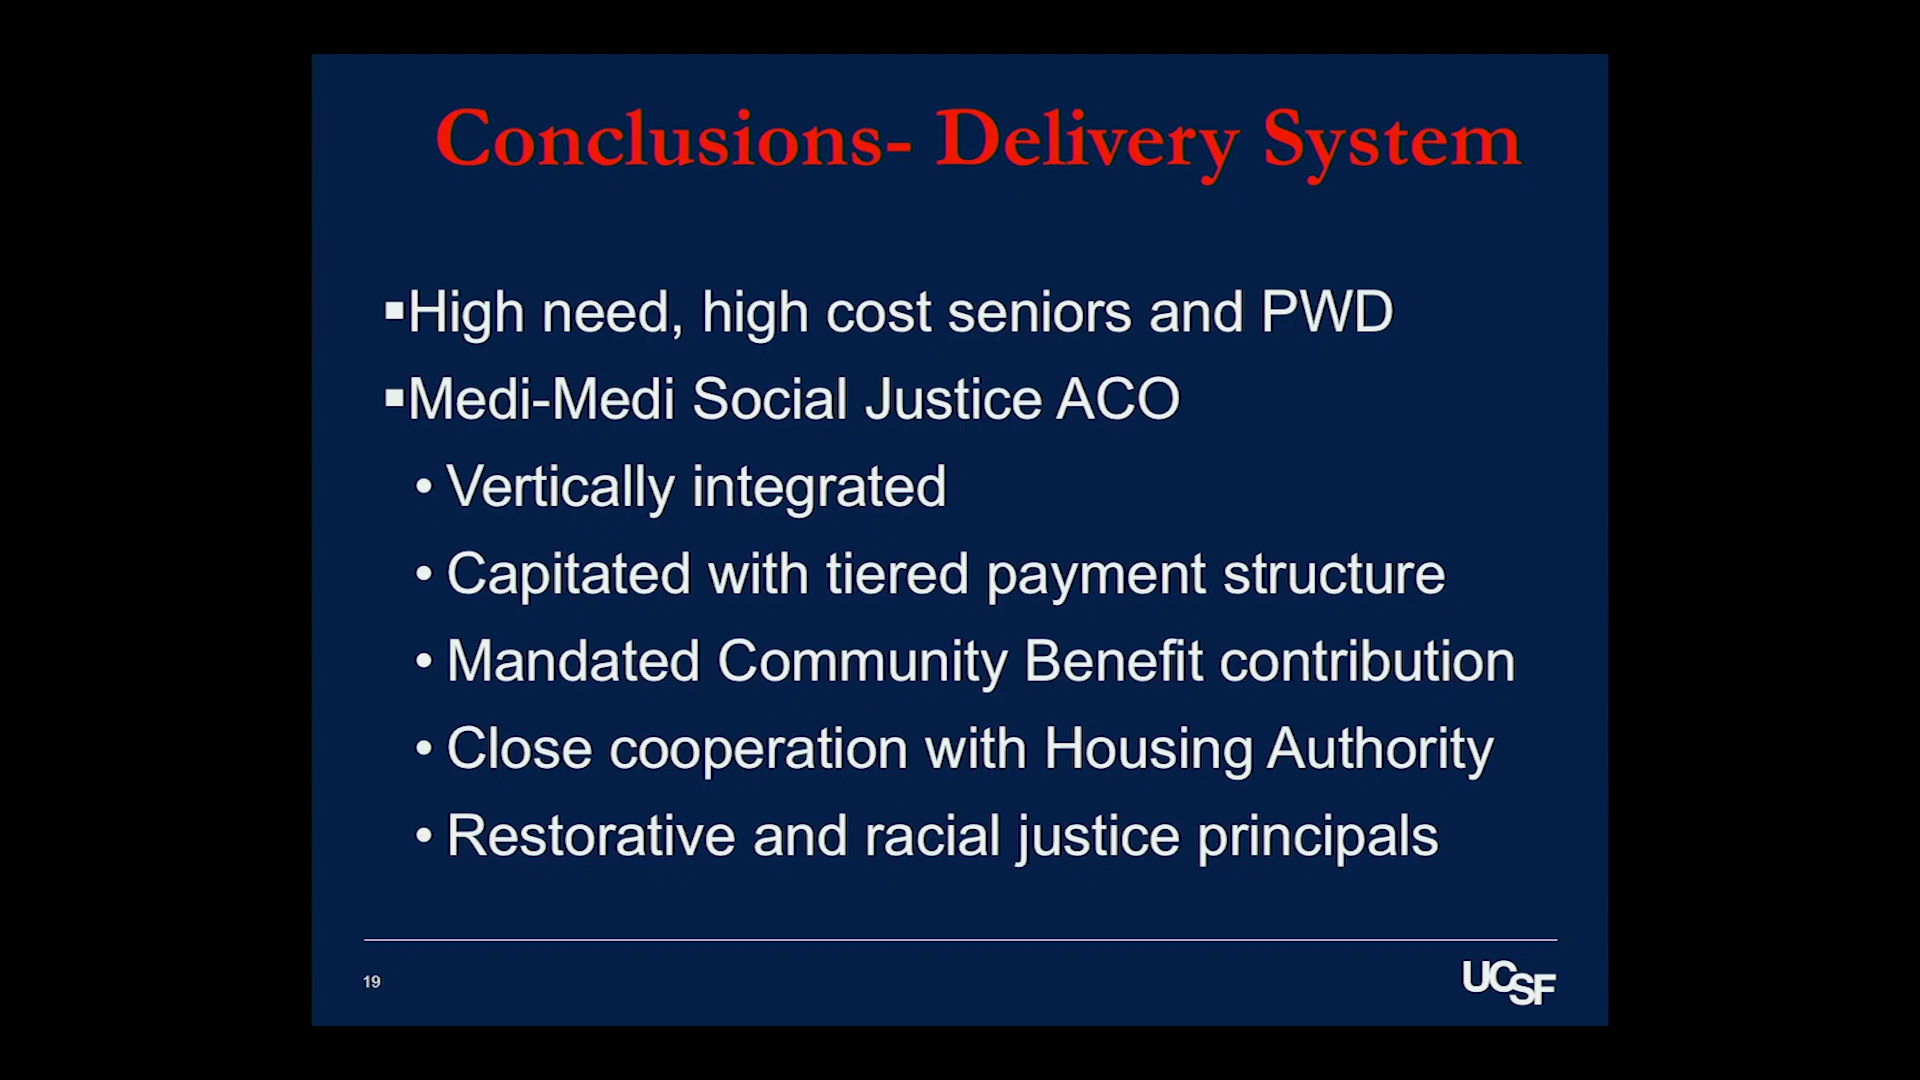 Conclusions- Delivery System
▪High need, high cost seniors and PWD
▪Medi-Medi Social Justice ACO
• Vertically integrated
• Capitated with tiered payment structure
• Mandated Community Benefit contribution
• Close cooperation with Housing Authority
• Restorative and racial justice principals
19
UCSF